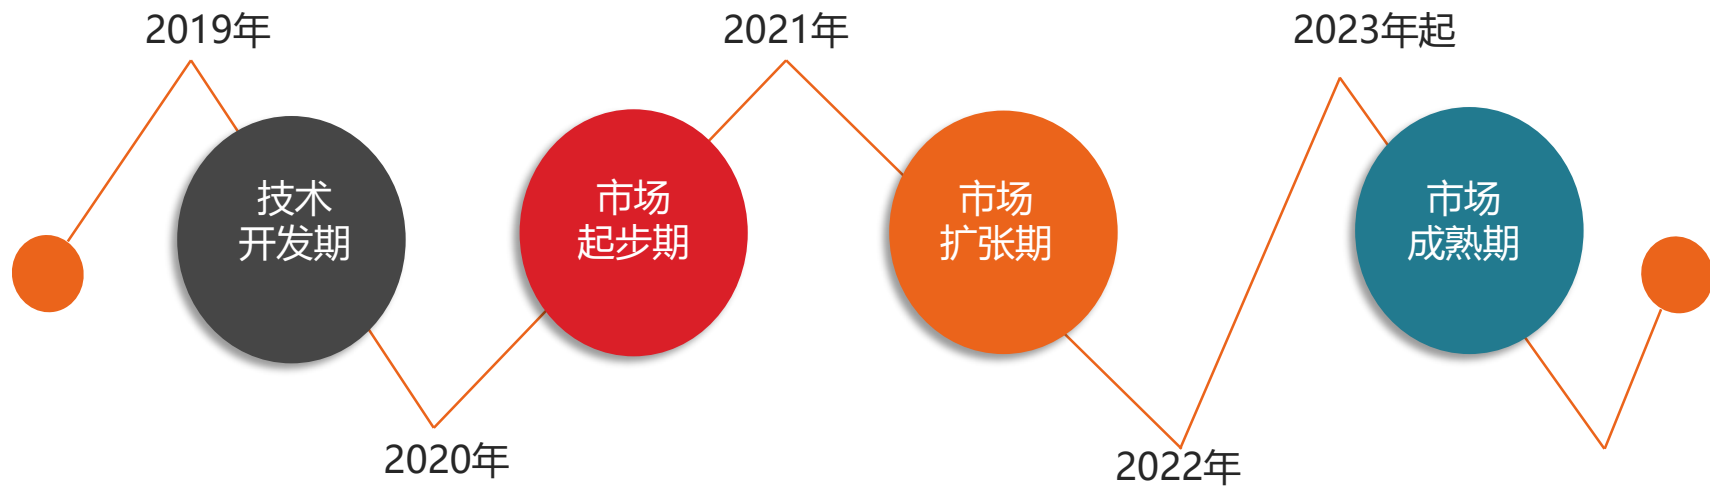 2019年
2021年
2023年起
技术
开发期
市场
起步期
市场
扩张期
市场
成熟期
2020年
2022年